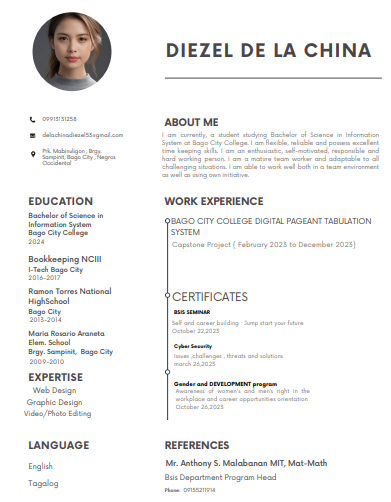 DIEZEL DE LA CHINA
09915151258
delachinadiezel55@gmail.com
Prk. Mabinuligon , Brgy.
Sampinit, Bago City , Negros
Occidental
ABOUT ME
I am currently, a student studying Bachelor of Science in Information
System at Bago City College. I am flexible, reliable and possess excellent
time keeping skills. I am an enthusiastic, self-motivated, responsible and
hard working person. I am a mature team worker and adaptable to all
challenging situations. I am able to work well both in a team environment
as well as using own initiative.
EDUCATION
Bachelor of Science in
Information System
Bago City College
2024
Bookkeeping NCIII
I-Tech Bago City
2016-2017
Ramon Torres National
HighSchool
Bago City
2013-2014
Maria Rosario Araneta
Elem. School
Brgy. Sampinit, Bago City
2009-2010
EXPERTISE
Web Design
Graphic Design
Video/Photo Editing
LANGUAGE
English
Tagalog
WORK EXPERIENCE
BAGO CITY COLLEGE DIGITAL PAGEANT TABULATION
SYSTEM
Capstone Project ( February 2023 to December 2023)
CERTIFICATES
BSIS SEMINAR
Self and career building : Jump start your future
October 22,2023
Cyber Security
Issues ,challenges , threats and solutions
march 26,2023
Gender and DEVELOPMENT program
Awareness of women's and men's right in the
workplace and career opportunities orientation
October 26,2023
REFERENCES
Mr. Anthony S. Malabanan MIT, Mat-Math
Bsis Department Program Head
Phone: 09155211914